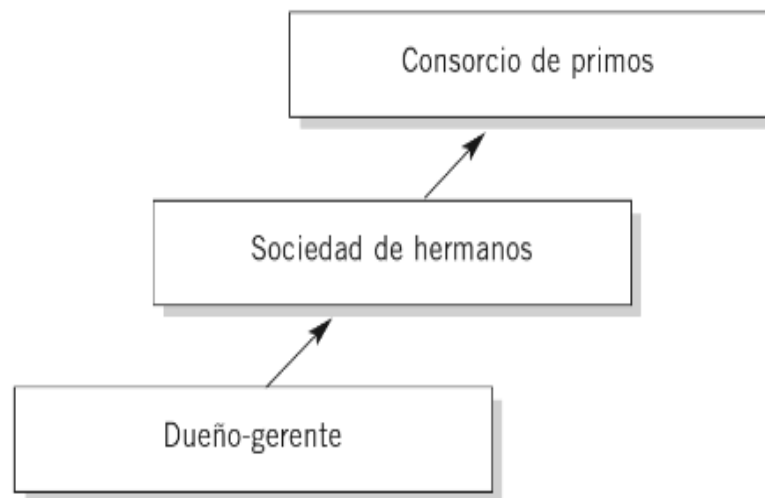 Consorcio de primos
Sociedad de hermanos
Dueño-gerente